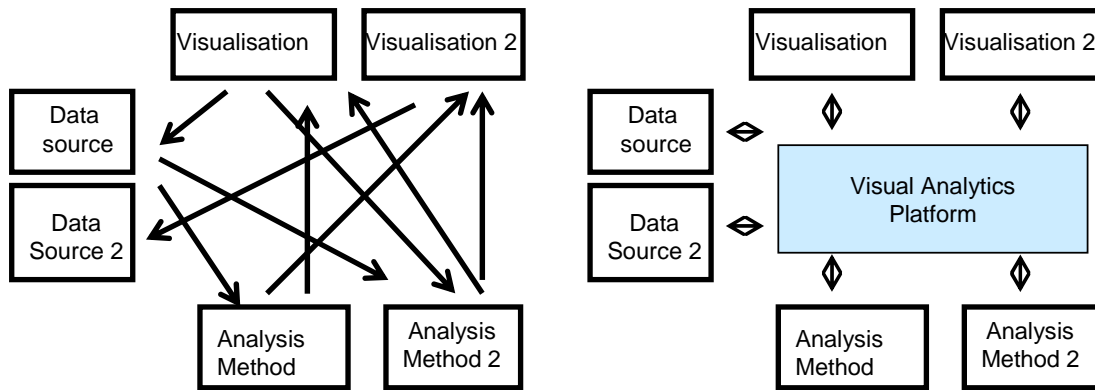 Visualisation
Visualisation 2
Data
source
Data
Source 2
Analysis
Method
Analysis
Method 2
Visualisation
Visualisation 2
Data
source
Data
Source 2
Visual Analytics
Platform
Analysis
Method
Analysis
Method 2